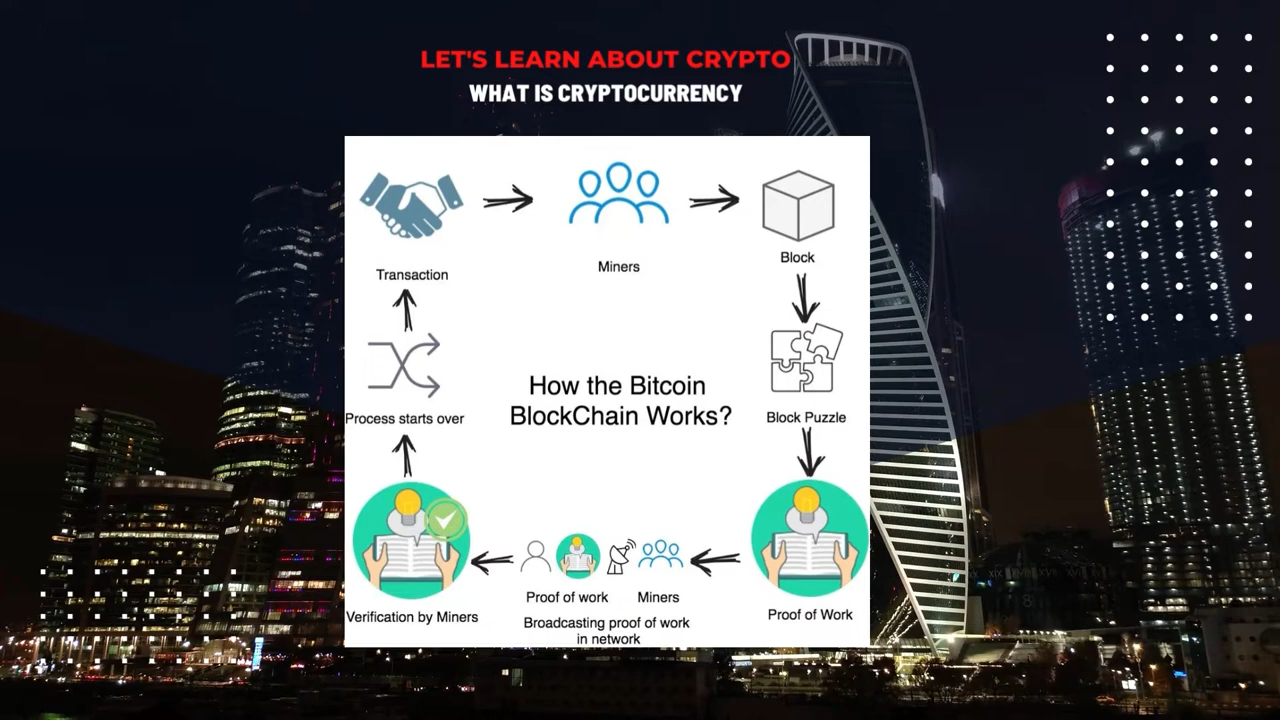 LET'S LEARN ABOUT CRYPTO
WHAT IS CRYPTOCURRENCY
Transaction
Miners
Block
How the Bitcoin
BlockChain Works?
Process starts over
Block Puzzle
Verification by Miners
Proof of work
Miners
Broadcasting proof of work
in network
Proof of Work